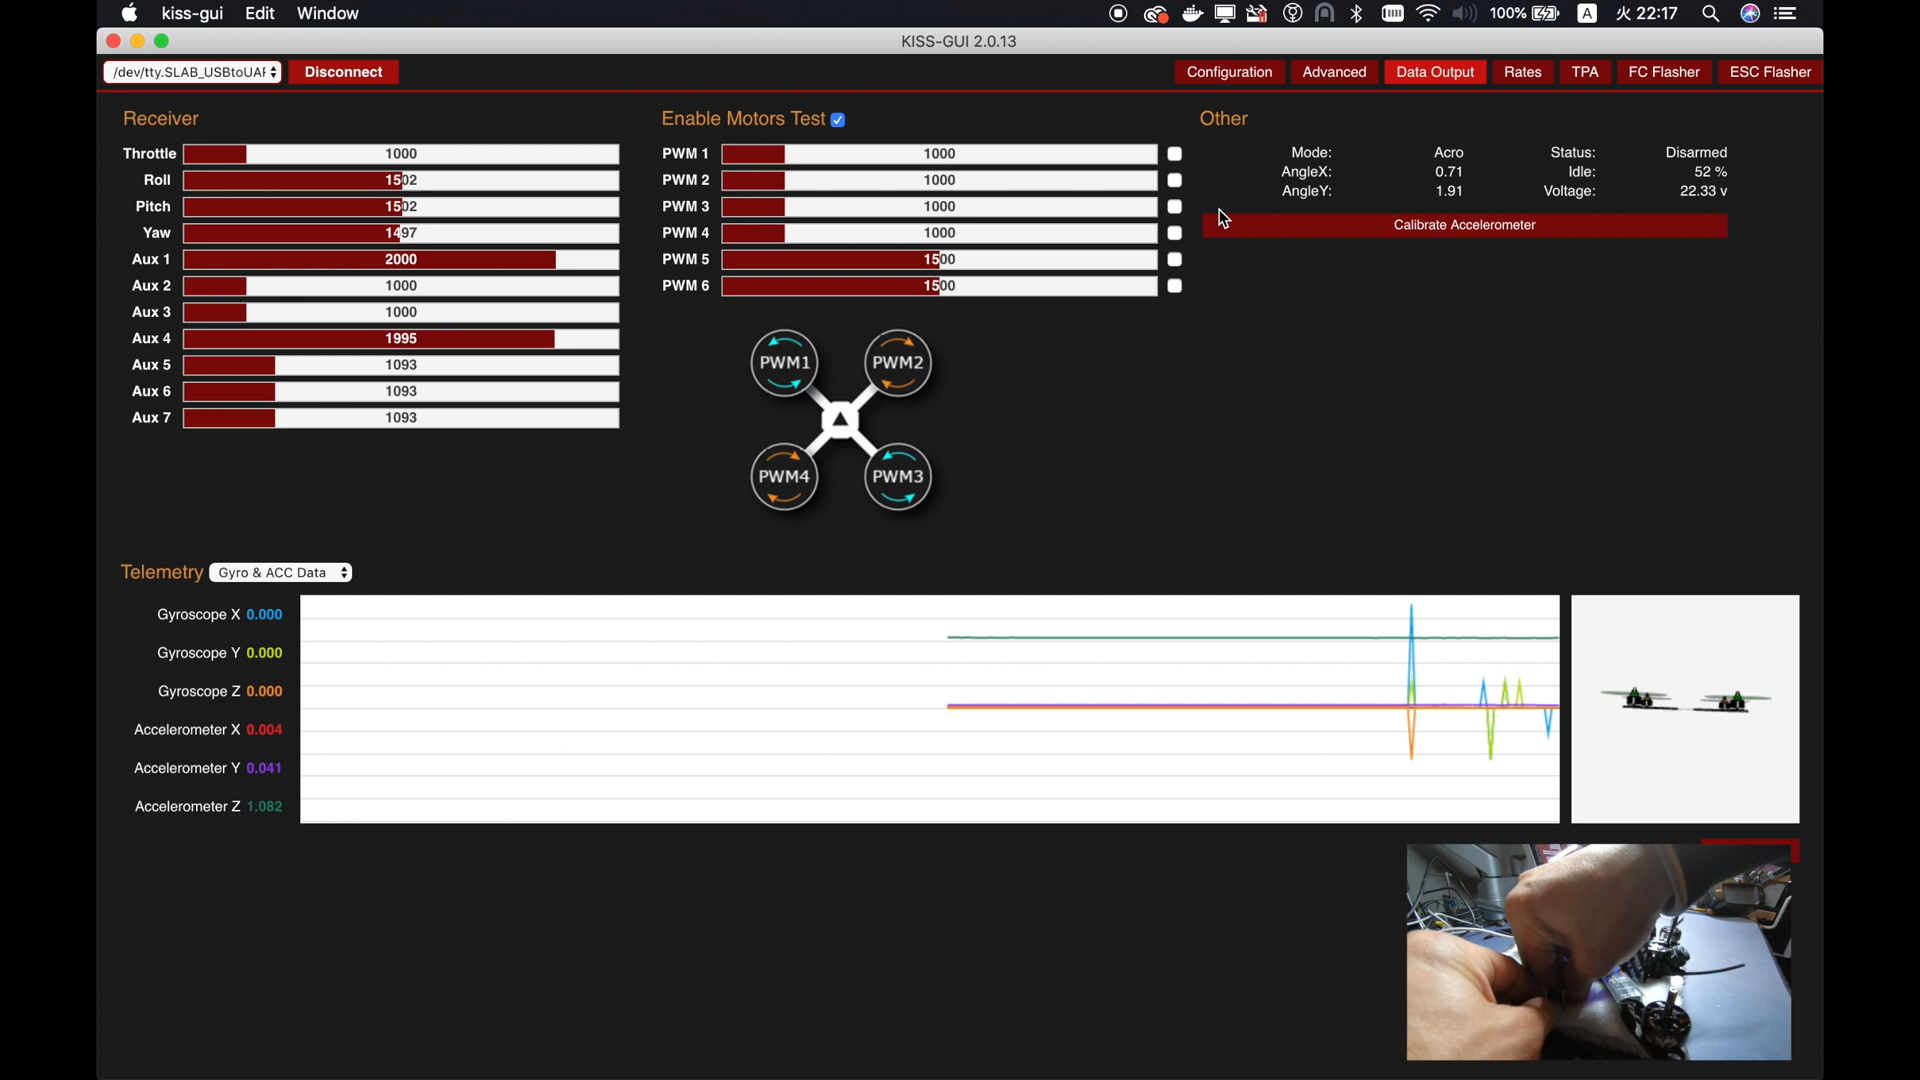 kiss-gui Edit Window 100% A 火 22:17
KISS-GUI 2.0.13
/dev/tty.SLAB_USBtoUAF Disconnect Configuration Advanced Data Output Rates TPA FC Flasher ESC Flasher
Receiver
Throttle 1000
Roll 1502
Pitch 1502
Yaw 1497
Aux 1 2000
Aux 2 1000
Aux 3 1000
Aux 4 1995
Aux 5 1093
Aux 6 1093
Aux 7 1093
Enable Motors Test
PWM 1 1000
PWM 2 1000
PWM 3 1000
PWM 4 1000
PWM 5 1500
PWM 6 1500
PWM1 PWM2
PWM4 PWM3
Other
Mode: Acro Status: Disarmed
AngleX: 0.71 Idle: 52 %
AngleY: 1.91 Voltage: 22.33 v
Calibrate Accelerometer
Telemetry Gyro & ACC Data
Gyroscope X 0.000
Gyroscope Y 0.000
Gyroscope Z 0.000
Accelerometer X 0.004
Accelerometer Y 0.041
Accelerometer Z 1.082